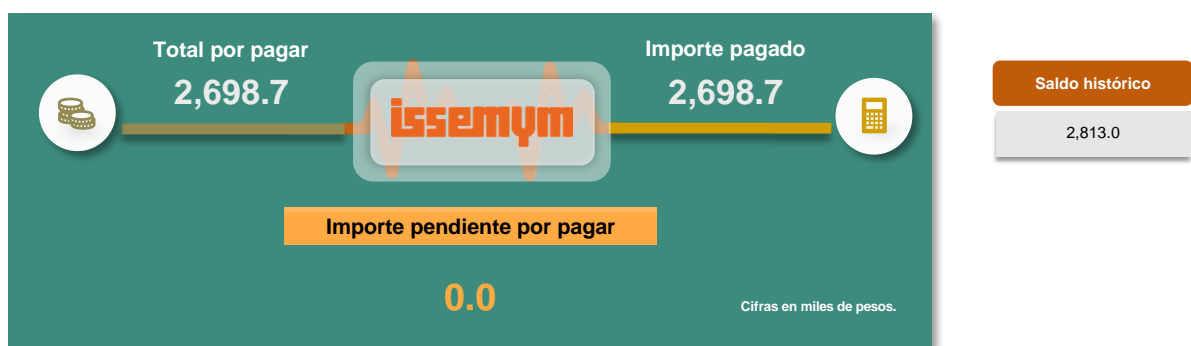 Total por pagar
2,698.7
issemym
Importe pagado
2,698.7
Importe pendiente por pagar
0.0
Cifras en miles de pesos.
Saldo histórico
2,813.0